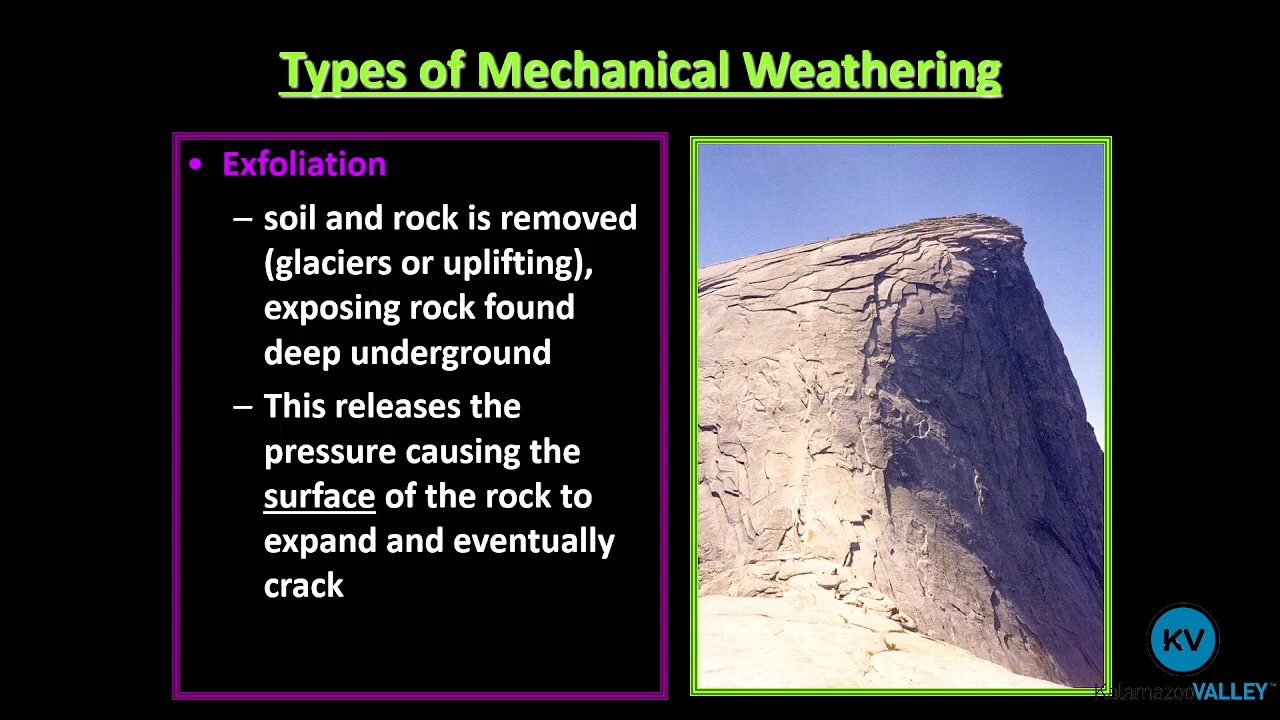 Types of Mechanical Weathering
• Exfoliation
– soil and rock is removed
(glaciers or uplifting),
exposing rock found
deep underground
– This releases the
pressure causing the
surface of the rock to
expand and eventually
crack
KV
KalamazooVALLEY™